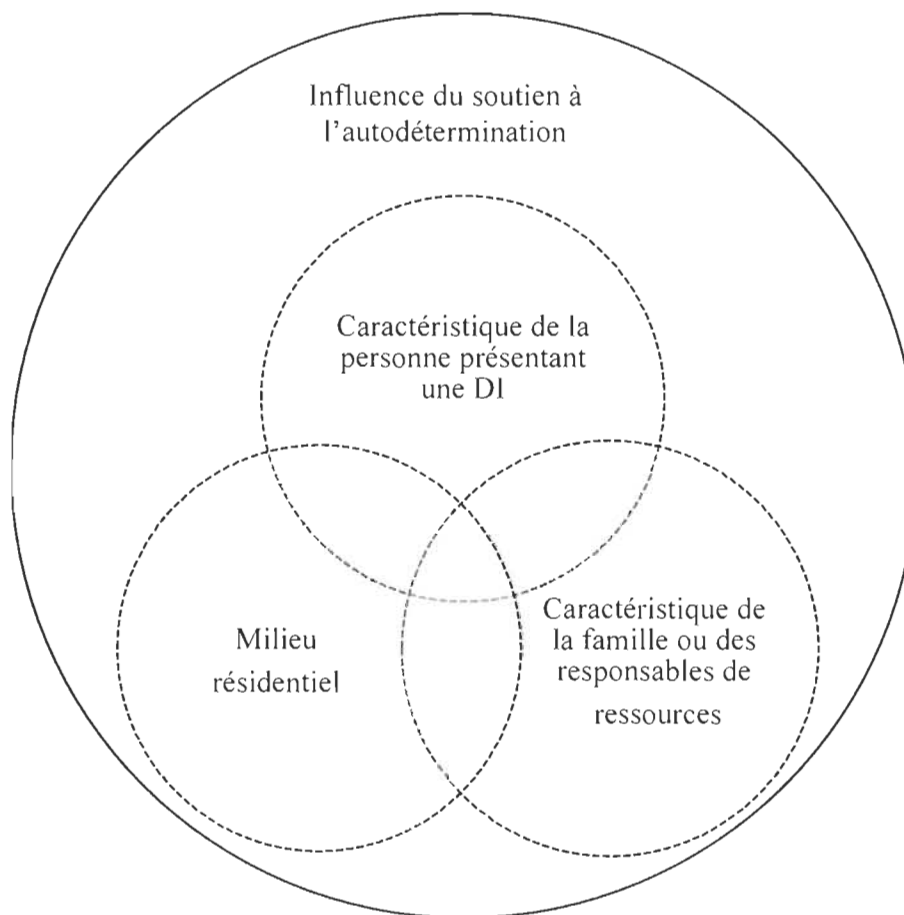 Influence du soutien à
l'autodétermination
Caractéristique de la
personne présentant
une DI
Milieu
résidentiel
Caractéristique de
la famille ou des
responsables de
ressources